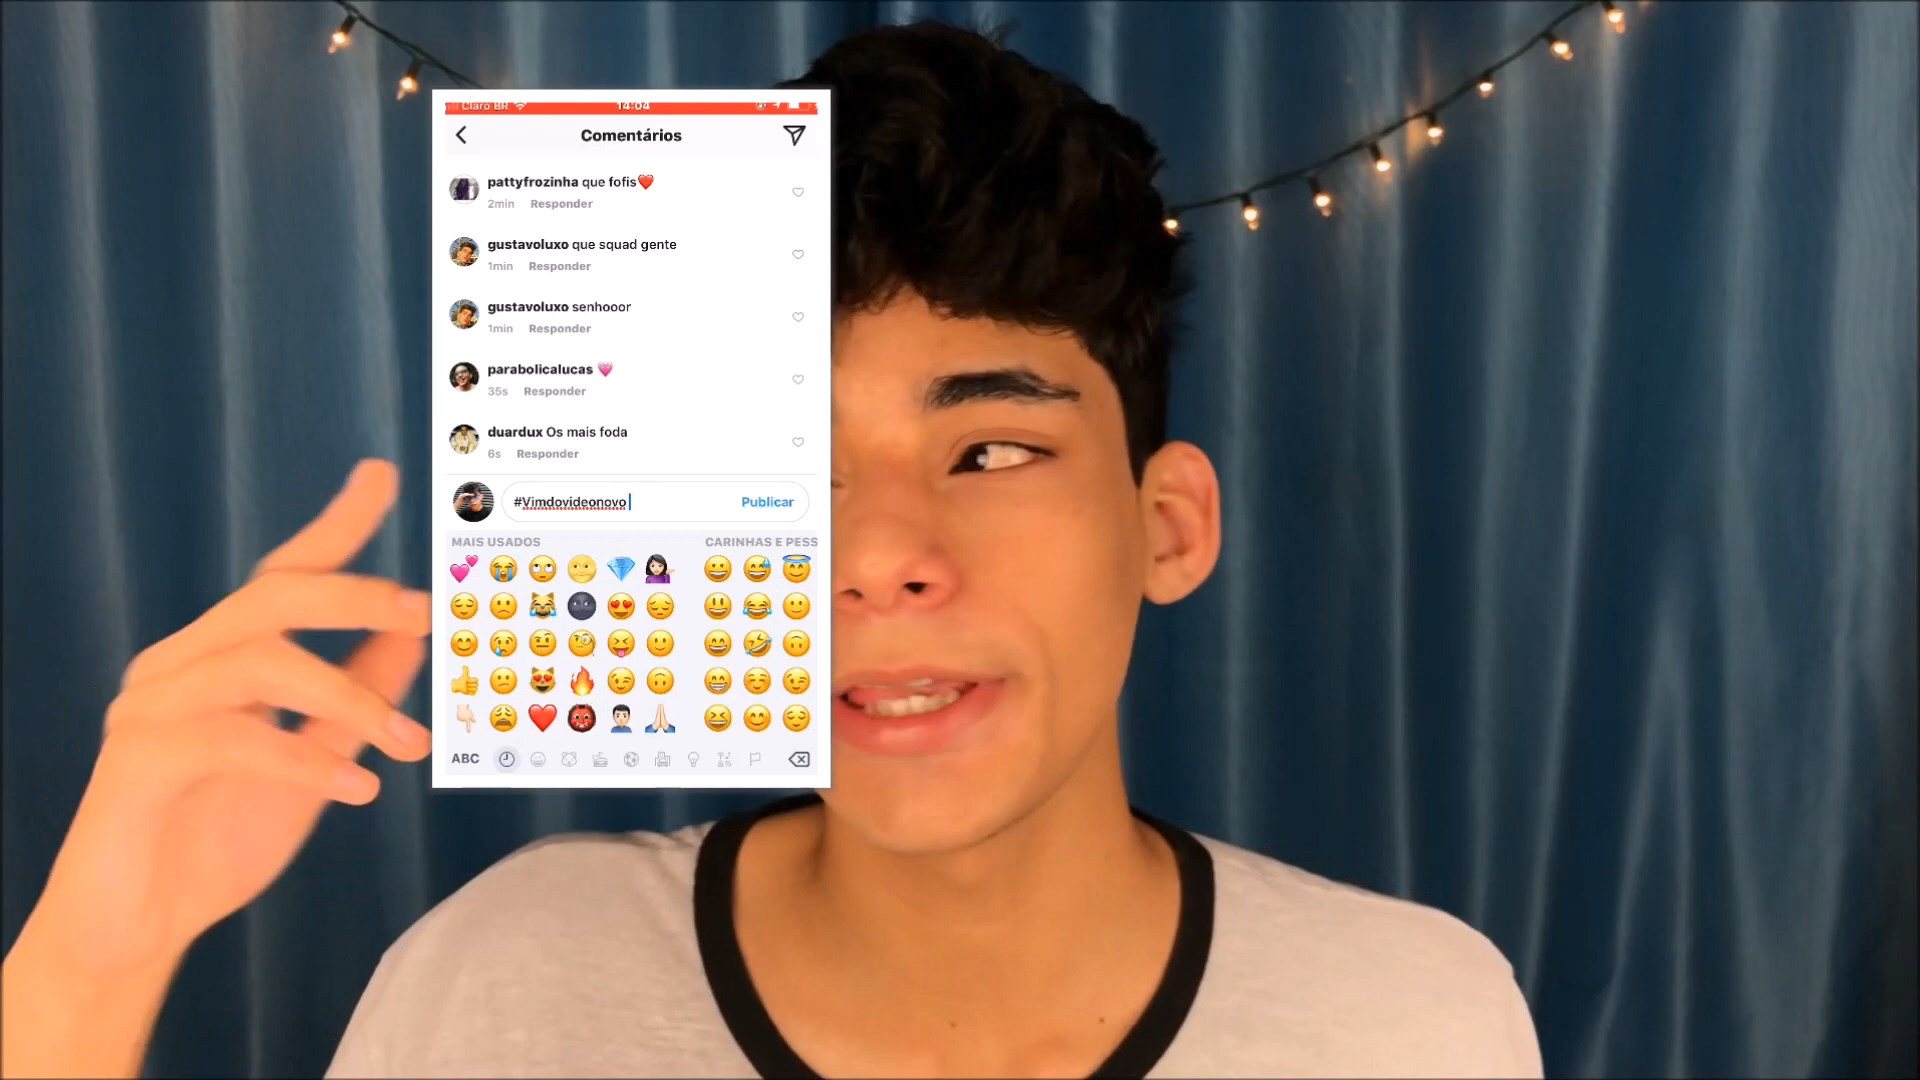 Claro BR 14:04
Comentários
pattyfrozinha que fofis❤️
2min Responder
gustavoluxo que squad gente
1min Responder
gustavoluxo senhooor
1min Responder
parabolicalucas 💗
35s Responder
duardux Os mais foda
6s Responder
#Vimdovideonovo Publicar
MAIS USADOS CARINHAS E PESS
ABC